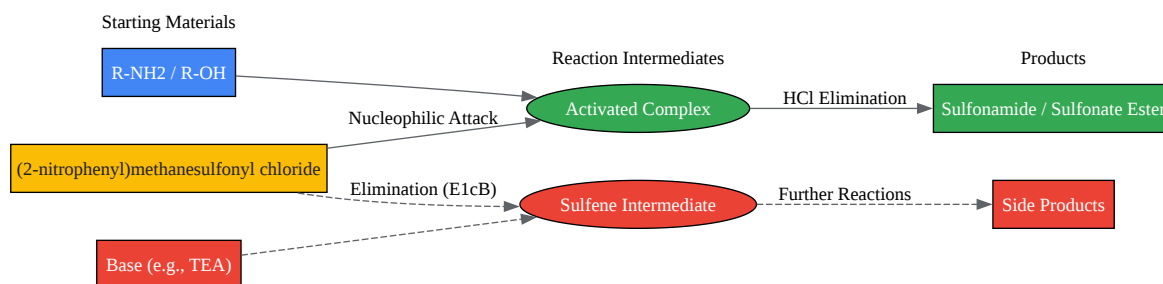 Starting Materials
R-NH2 / R-OH
Reaction Intermediates
Products
Activated Complex
HCl Elimination
Sulfonamide / Sulfonate Ester
Nucleophilic Attack
(2-nitrophenyl)methanesulfonyl chloride
Elimination (E1cB)
Sulfene Intermediate
Further Reactions
Side Products
Base (e.g., TEA)